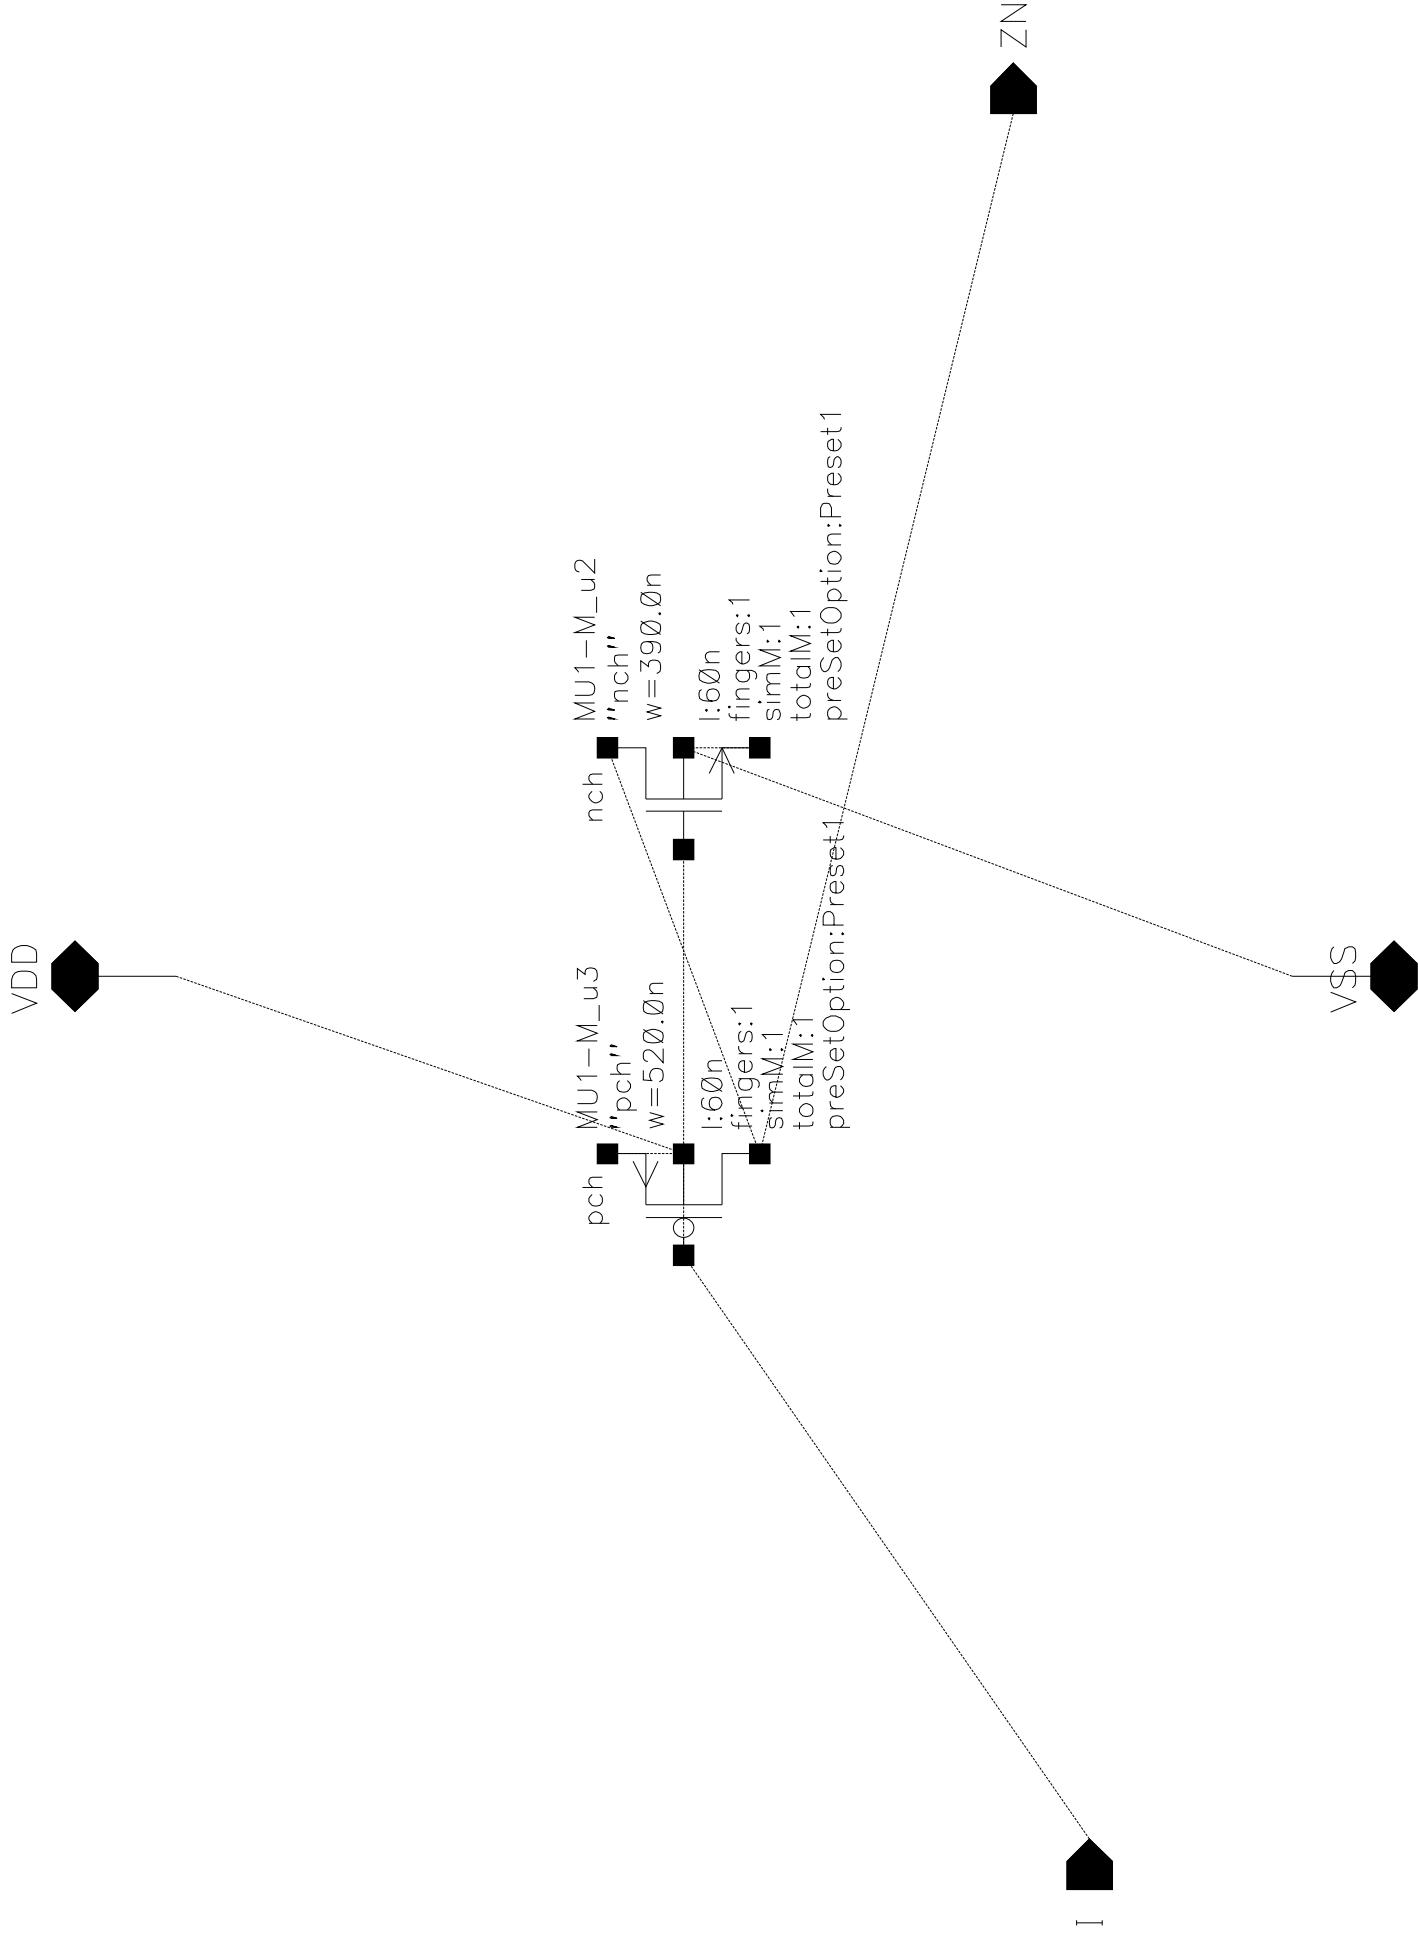 VDD
MU1-M_u3
"pch"
w=520.0n
l:60n
fingers:1
simM:1
totalM:1
preSetOption:Preset1
pch
MU1-M_u2
"nch"
w=390.0n
l:60n
fingers:1
simM:1
totalM:1
preSetOption:Preset1
nch
ZN
VSS
I